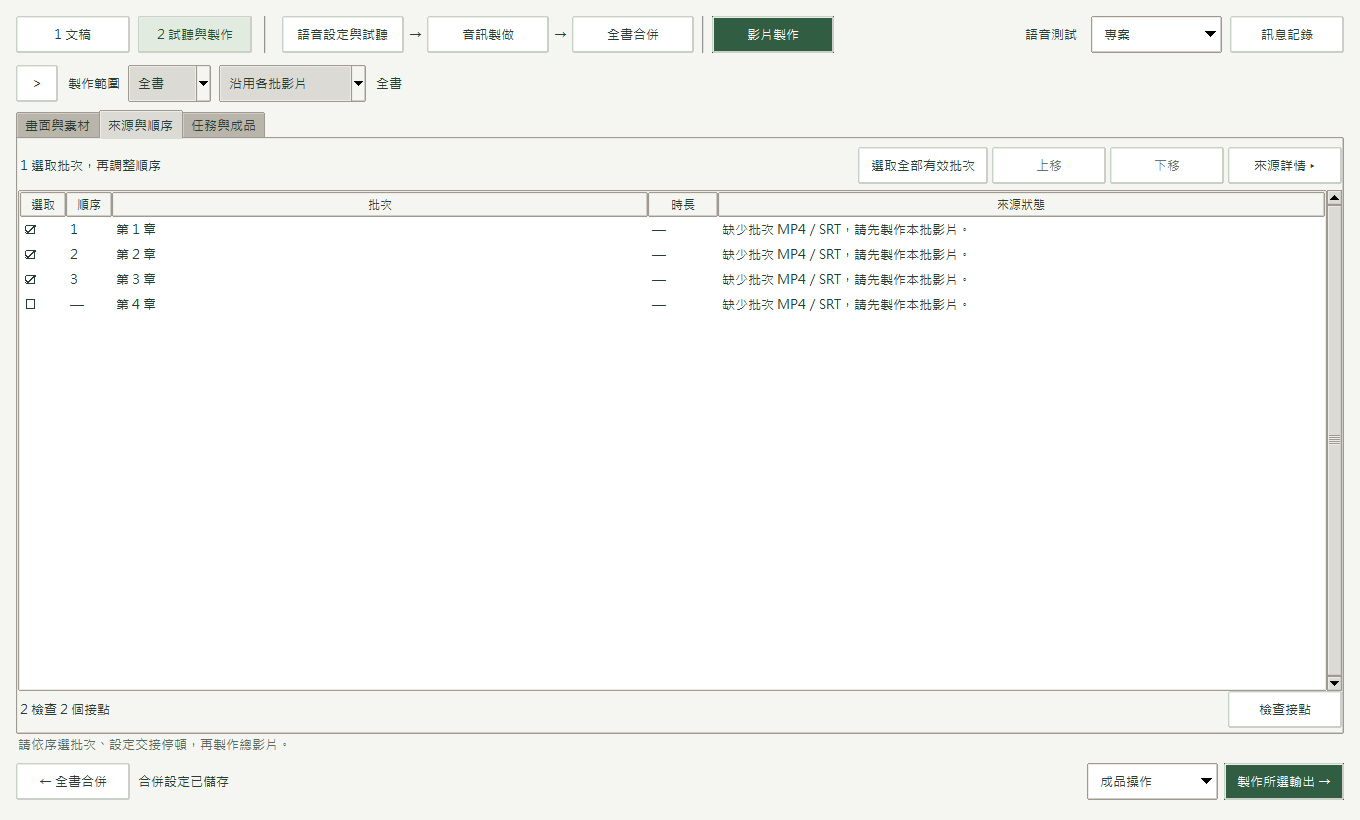 1 文稿 2 試聽與製作 語音設定與試聽 → 音訊製做 → 全書合併 影片製作 語音測試 專案 訊息記錄
> 製作範圍 全書 沿用各批影片 全書
畫面與素材 來源與順序 任務與成品
1 選取批次，再調整順序 選取全部有效批次 上移 下移 來源詳情 ▸
選取 順序 批次 時長 來源狀態
1 第 1 章 — 缺少批次 MP4 / SRT，請先製作本批影片。
2 第 2 章 — 缺少批次 MP4 / SRT，請先製作本批影片。
3 第 3 章 — 缺少批次 MP4 / SRT，請先製作本批影片。
— 第 4 章 — 缺少批次 MP4 / SRT，請先製作本批影片。
2 檢查 2 個接點 檢查接點
請依序選批次、設定交接停頓，再製作總影片。
← 全書合併 合併設定已儲存 成品操作 製作所選輸出 →